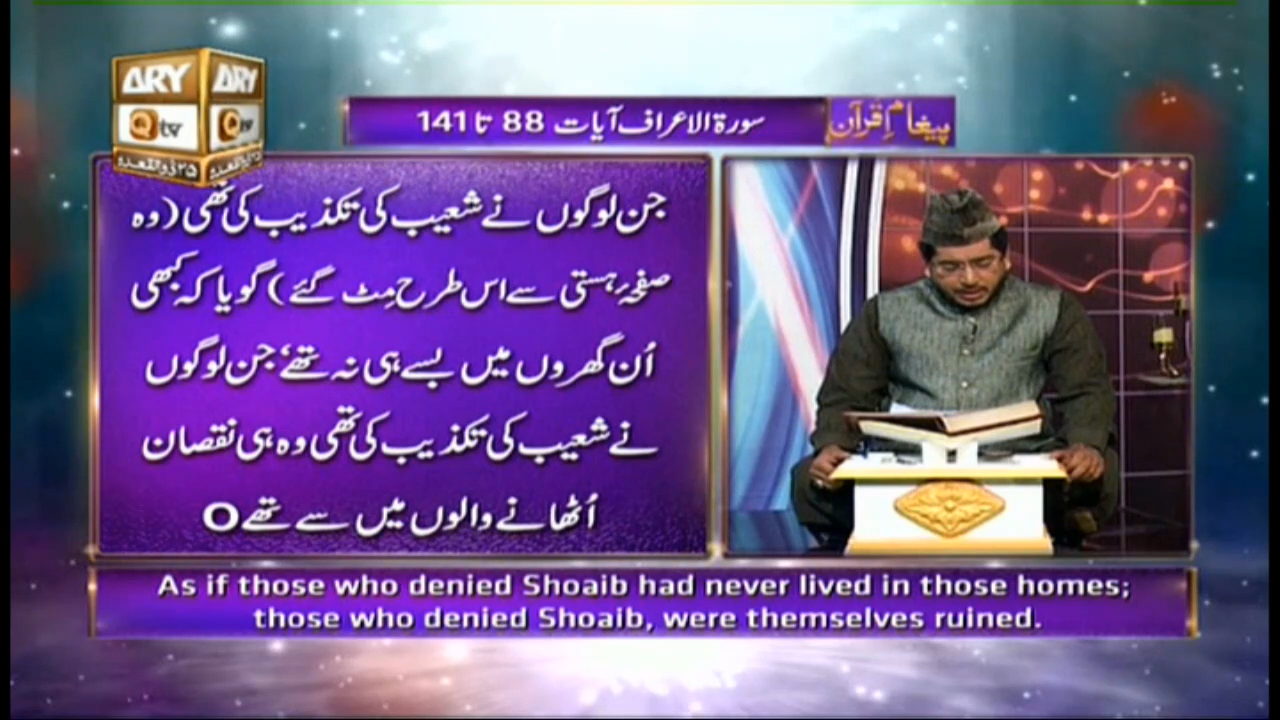 ARY ARY
Qtv Qtv
۲۵ ذوالقعدہ
پیغامِ قرآن
سورۃ الاعراف آیات 88 تا 141
جن لوگوں نے شعیب کی تکذیب کی تھی (وہ
صفحۂ ہستی سے اس طرح مِٹ گئے) گویا کہ کبھی
اُن گھروں میں بسے ہی نہ تھے‘ جن لوگوں
نے شعیب کی تکذیب کی تھی وہ ہی نقصان
اُٹھانے والوں میں سے تھے O
As if those who denied Shoaib had never lived in those homes;
those who denied Shoaib, were themselves ruined.